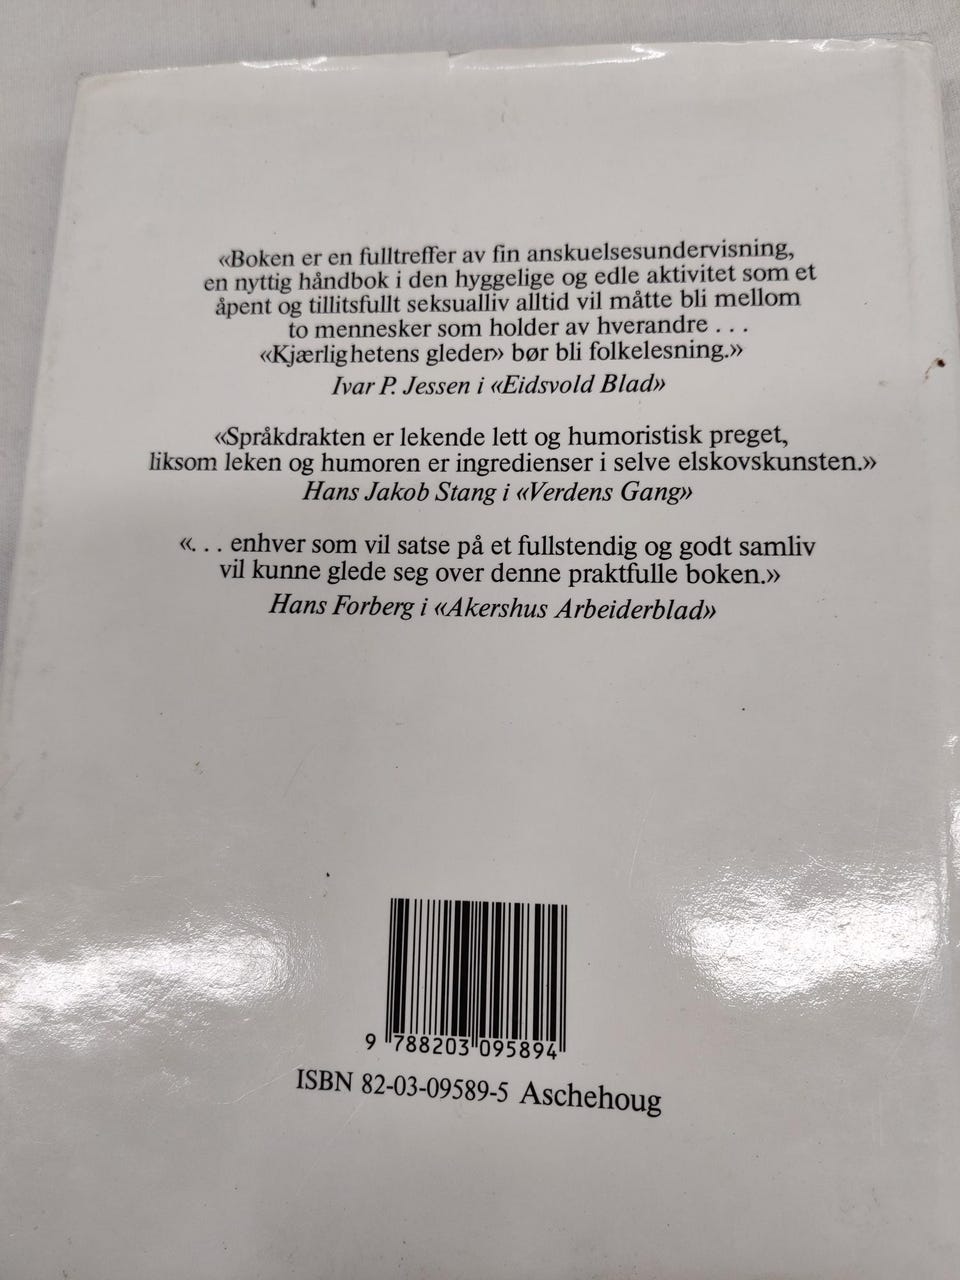 «Boken er en fulltreffer av fin anskuelsesundervisning,
en nyttig håndbok i den hyggelige og edle aktivitet som et
åpent og tillitsfullt seksualliv alltid vil måtte bli mellom
to mennesker som holder av hverandre . . .
«Kjærlighetens gleder» bør bli folkelesning.»
Ivar P. Jessen i «Eidsvold Blad»
«Språkdrakten er lekende lett og humoristisk preget,
liksom leken og humoren er ingredienser i selve elskovskunsten.»
Hans Jakob Stang i «Verdens Gang»
«. . . enhver som vil satse på et fullstendig og godt samliv
vil kunne glede seg over denne praktfulle boken.»
Hans Forberg i «Akershus Arbeiderblad»
9 788203 095894
ISBN 82-03-09589-5 Aschehoug